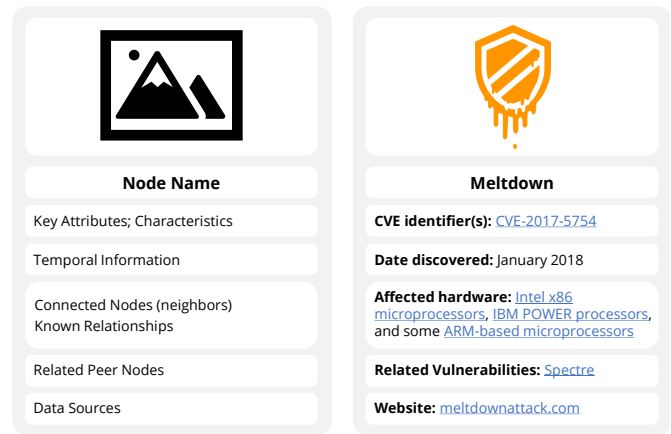 Node Name
Key Attributes; Characteristics
Temporal Information
Connected Nodes (neighbors)
Known Relationships
Related Peer Nodes
Data Sources
Meltdown
CVE identifier(s): CVE-2017-5754
Date discovered: January 2018
Affected hardware: Intel x86
microprocessors, IBM POWER processors,
and some ARM-based microprocessors
Related Vulnerabilities: Spectre
Website: meltdownattack.com